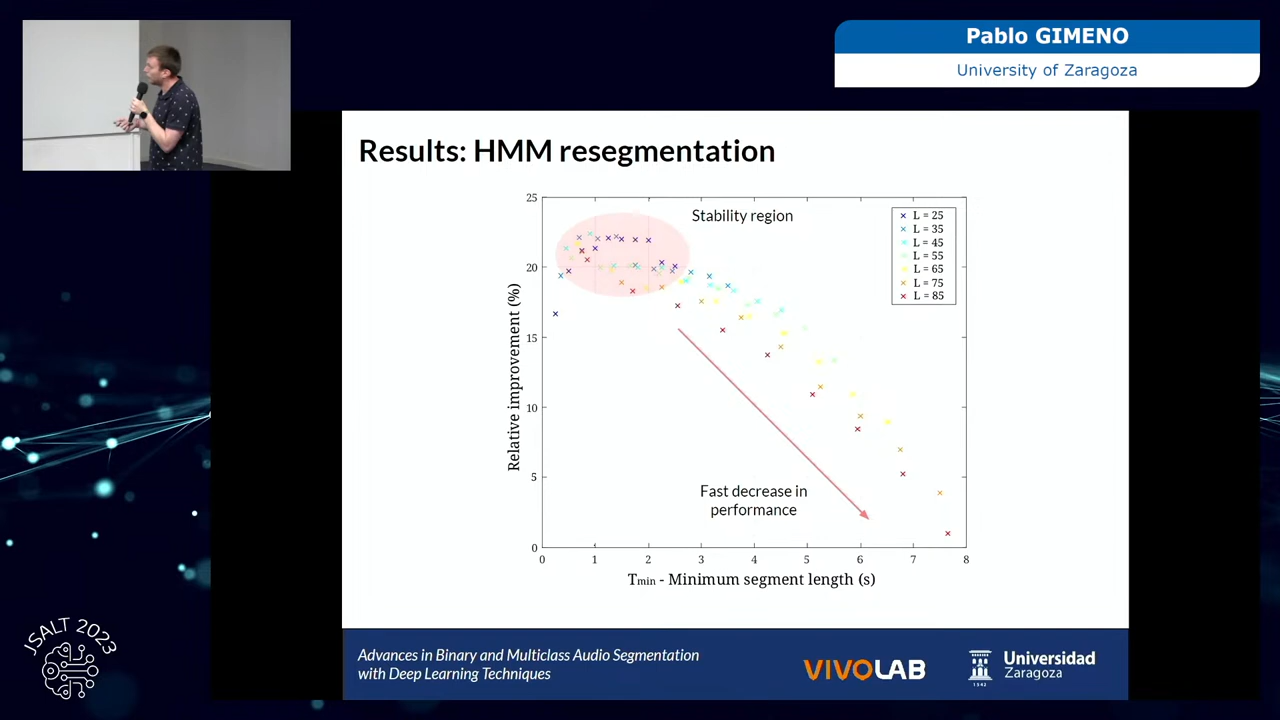 Pablo GIMENO
University of Zaragoza
Results: HMM resegmentation
25
20
15
10
5
0
Relative improvement (%)
Stability region
L = 25
L = 35
L = 45
L = 55
L = 65
L = 75
L = 85
Fast decrease in
performance
0 1 2 3 4 5 6 7 8
Tmin - Minimum segment length (s)
Advances in Binary and Multiclass Audio Segmentation
with Deep Learning Techniques
VIVOLAB
1542
Universidad
Zaragoza
JSALT 2023